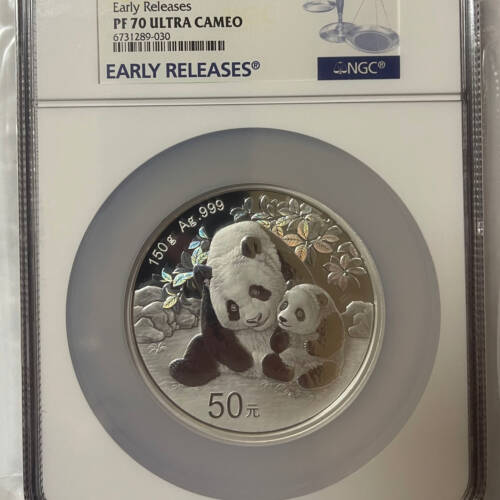 Early Releases
PF 70 ULTRA CAMEO
6731289-030
EARLY RELEASES®
NGC®
150g Ag.999
50元